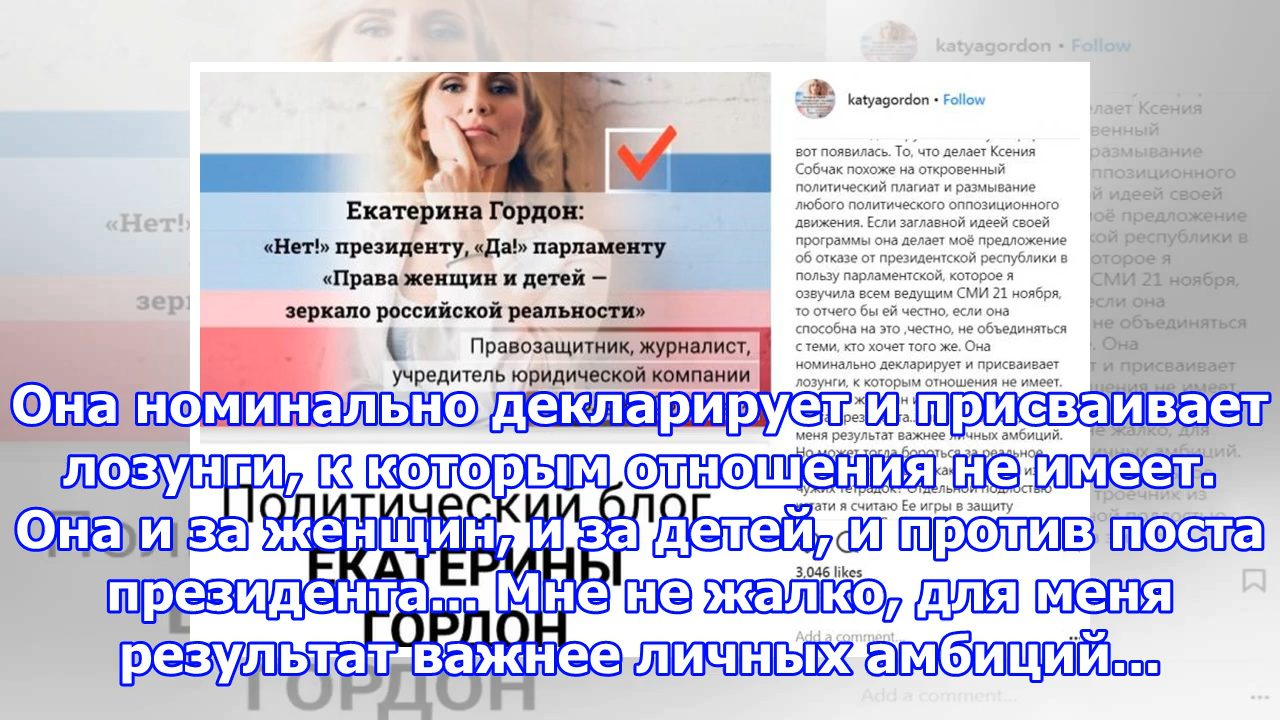 katyagordon • Follow
Екатерина Гордон:
«Нет!» президенту, «Да!» парламенту
«Права женщин и детей —
зеркало российской реальности»
Правозащитник, журналист,
учредитель юридической компании
Политический блог
ЕКАТЕРИНЫ
ГОРДОН
katyagordon • Follow
вот появилась. То, что делает Ксения
Собчак похоже на откровенный
политический плагиат и размывание
любого политического оппозиционного
движения. Если заглавной идеей своей
программы она делает моё предложение
об отказе от президентской республики в
пользу парламентской, которое я
озвучила всем ведущим СМИ 21 ноября,
то отчего бы ей честно, если она
способна на это ,честно, не объединяться
с теми, кто хочет того же. Она
номинально декларирует и присваивает
лозунги, к которым отношения не имеет.
меня результат важнее личных амбиций.
Но может тогда бороться за реальное
чужих тетрадок? Отдельной подлостью
кстати я считаю Ее игры в защиту
3,046 likes
Add a comment...
Она номинально декларирует и присваивает
лозунги, к которым отношения не имеет.
Она и за женщин, и за детей, и против поста
президента... Мне не жалко, для меня
результат важнее личных амбиций...
Add a comment...